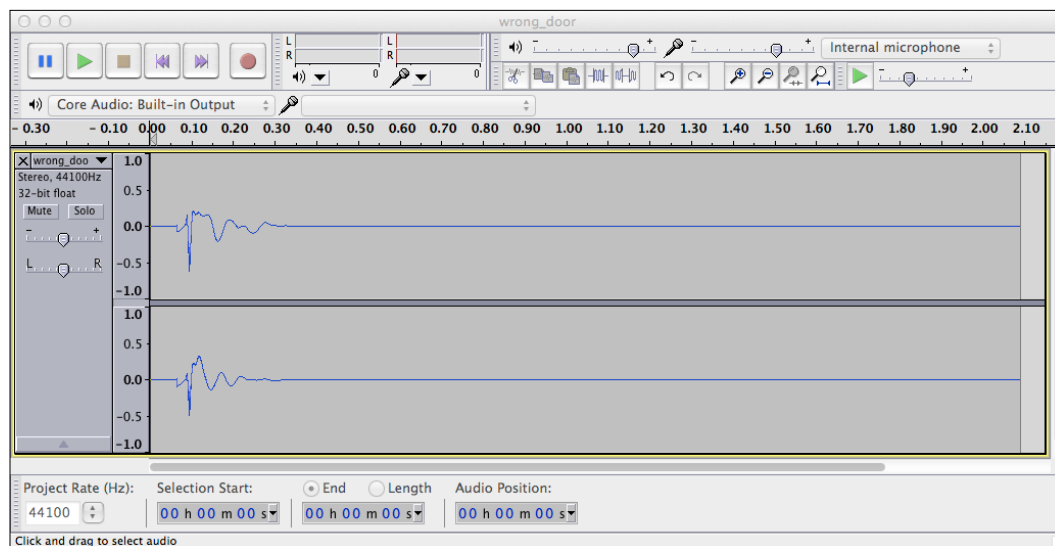 wrong_door
L
R
0
L
R
0
- +
- +
Internal microphone
- +
Core Audio: Built-in Output
- 0.30 - 0.10 0.00 0.10 0.20 0.30 0.40 0.50 0.60 0.70 0.80 0.90 1.00 1.10 1.20 1.30 1.40 1.50 1.60 1.70 1.80 1.90 2.00 2.10
X wrong_doo
Stereo, 44100Hz
32-bit float
Mute Solo
- +
L R
1.0
0.5
0.0
-0.5
-1.0
1.0
0.5
0.0
-0.5
-1.0
Project Rate (Hz): Selection Start: End Length Audio Position:
44100 00 h 00 m 00 s 00 h 00 m 00 s 00 h 00 m 00 s
Click and drag to select audio